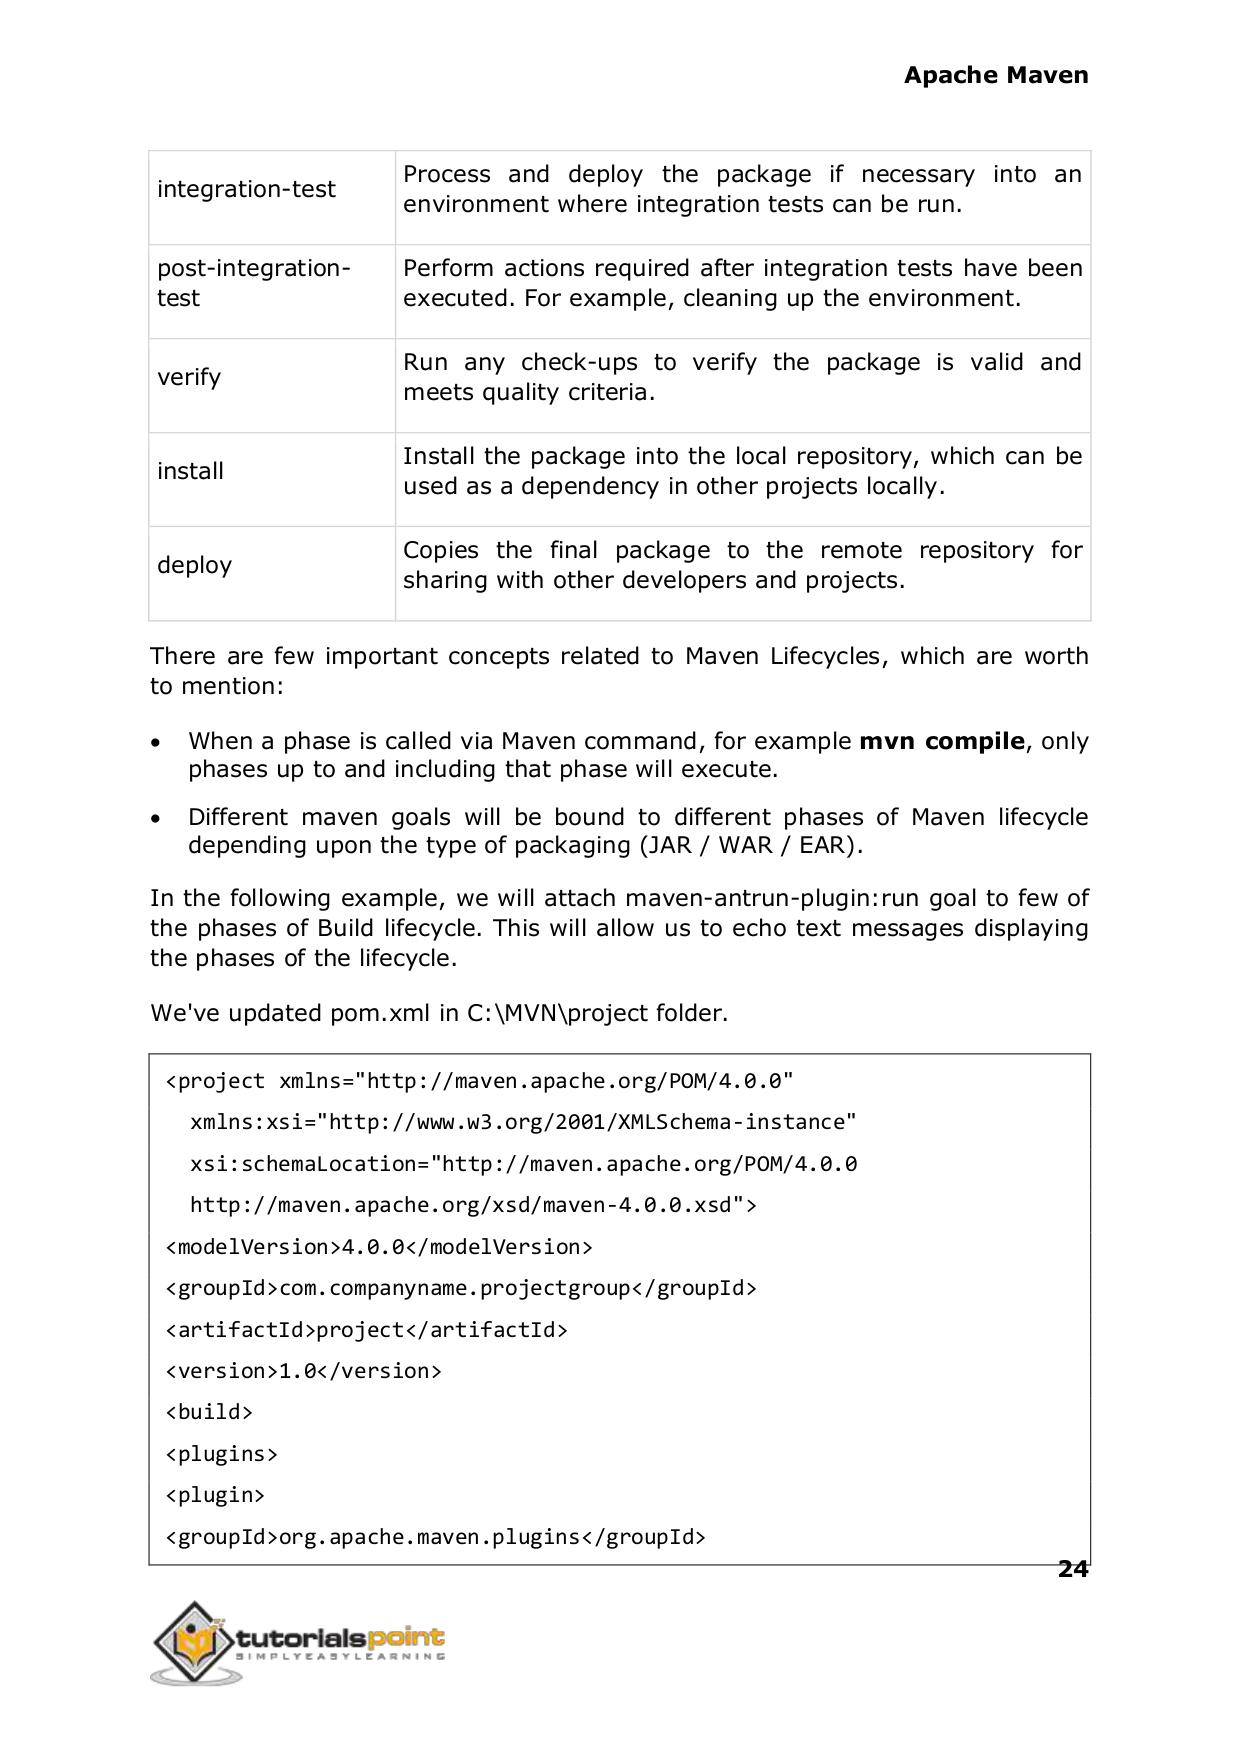 Apache Maven
integration-test
Process and deploy the package if necessary into an
environment where integration tests can be run.
post-integration-
test
Perform actions required after integration tests have been
executed. For example, cleaning up the environment.
verify
Run any check-ups to verify the package is valid and
meets quality criteria.
install
Install the package into the local repository, which can be
used as a dependency in other projects locally.
deploy
Copies the final package to the remote repository for
sharing with other developers and projects.
There are few important concepts related to Maven Lifecycles, which are worth
to mention:
• When a phase is called via Maven command, for example mvn compile, only
phases up to and including that phase will execute.
• Different maven goals will be bound to different phases of Maven lifecycle
depending upon the type of packaging (JAR / WAR / EAR).
In the following example, we will attach maven-antrun-plugin:run goal to few of
the phases of Build lifecycle. This will allow us to echo text messages displaying
the phases of the lifecycle.
We've updated pom.xml in C:\MVN\project folder.
<project xmlns="http://maven.apache.org/POM/4.0.0"
xmlns:xsi="http://www.w3.org/2001/XMLSchema-instance"
xsi:schemaLocation="http://maven.apache.org/POM/4.0.0
http://maven.apache.org/xsd/maven-4.0.0.xsd">
<modelVersion>4.0.0</modelVersion>
<groupId>com.companyname.projectgroup</groupId>
<artifactId>project</artifactId>
<version>1.0</version>
<build>
<plugins>
<plugin>
<groupId>org.apache.maven.plugins</groupId>
24
tutorialspoint
SIMPLYEASYLEARNING